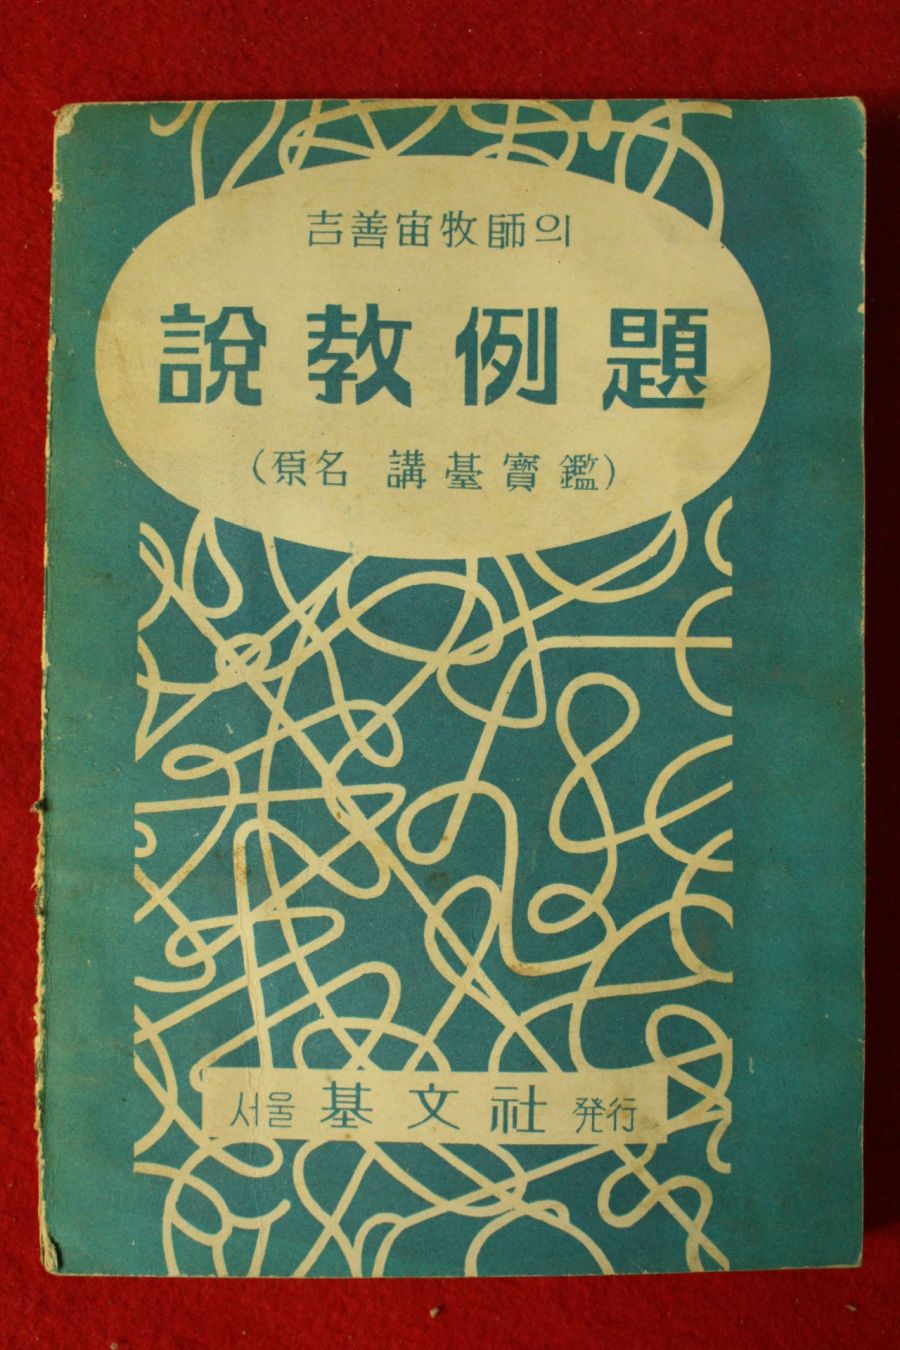 吉善宙牧師의
說敎例題
(原名 講臺寶鑑)
서울 基文社 発行